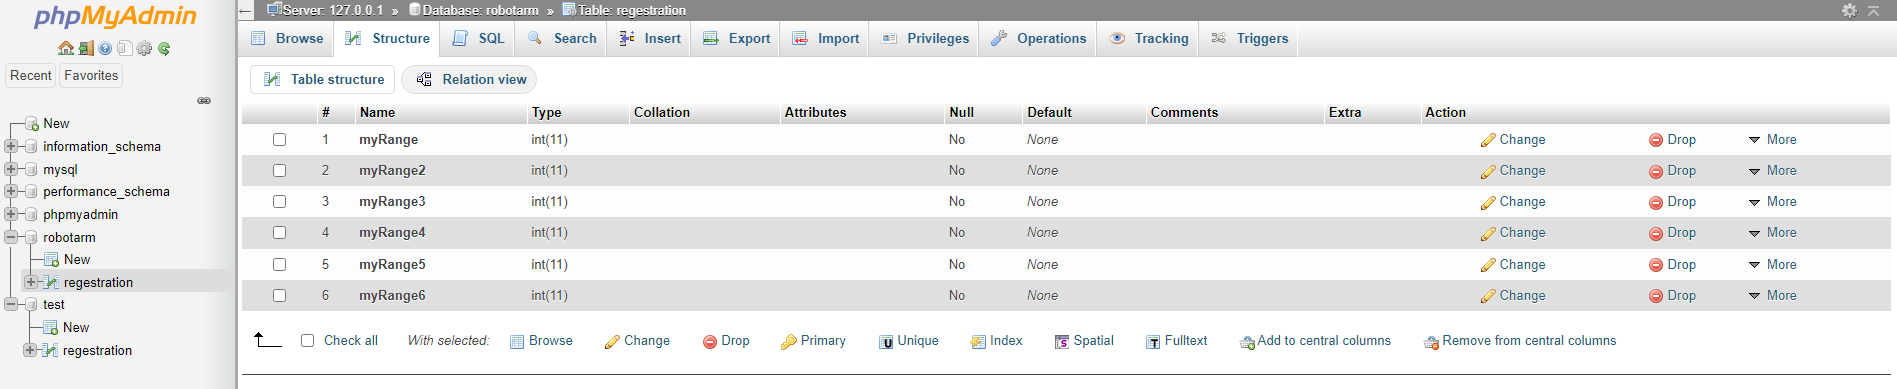 phpMyAdmin
Recent Favorites
New
information_schema
mysql
performance_schema
phpmyadmin
robotarm
New
regestration
test
New
regestration
Server: 127.0.0.1 » Database: robotarm » Table: regestration
Browse Structure SQL Search Insert Export Import Privileges Operations Tracking Triggers
Table structure Relation view
# Name Type Collation Attributes Null Default Comments Extra Action
1 myRange int(11) No None Change Drop More
2 myRange2 int(11) No None Change Drop More
3 myRange3 int(11) No None Change Drop More
4 myRange4 int(11) No None Change Drop More
5 myRange5 int(11) No None Change Drop More
6 myRange6 int(11) No None Change Drop More
Check all With selected: Browse Change Drop Primary Unique Index Spatial Fulltext Add to central columns Remove from central columns